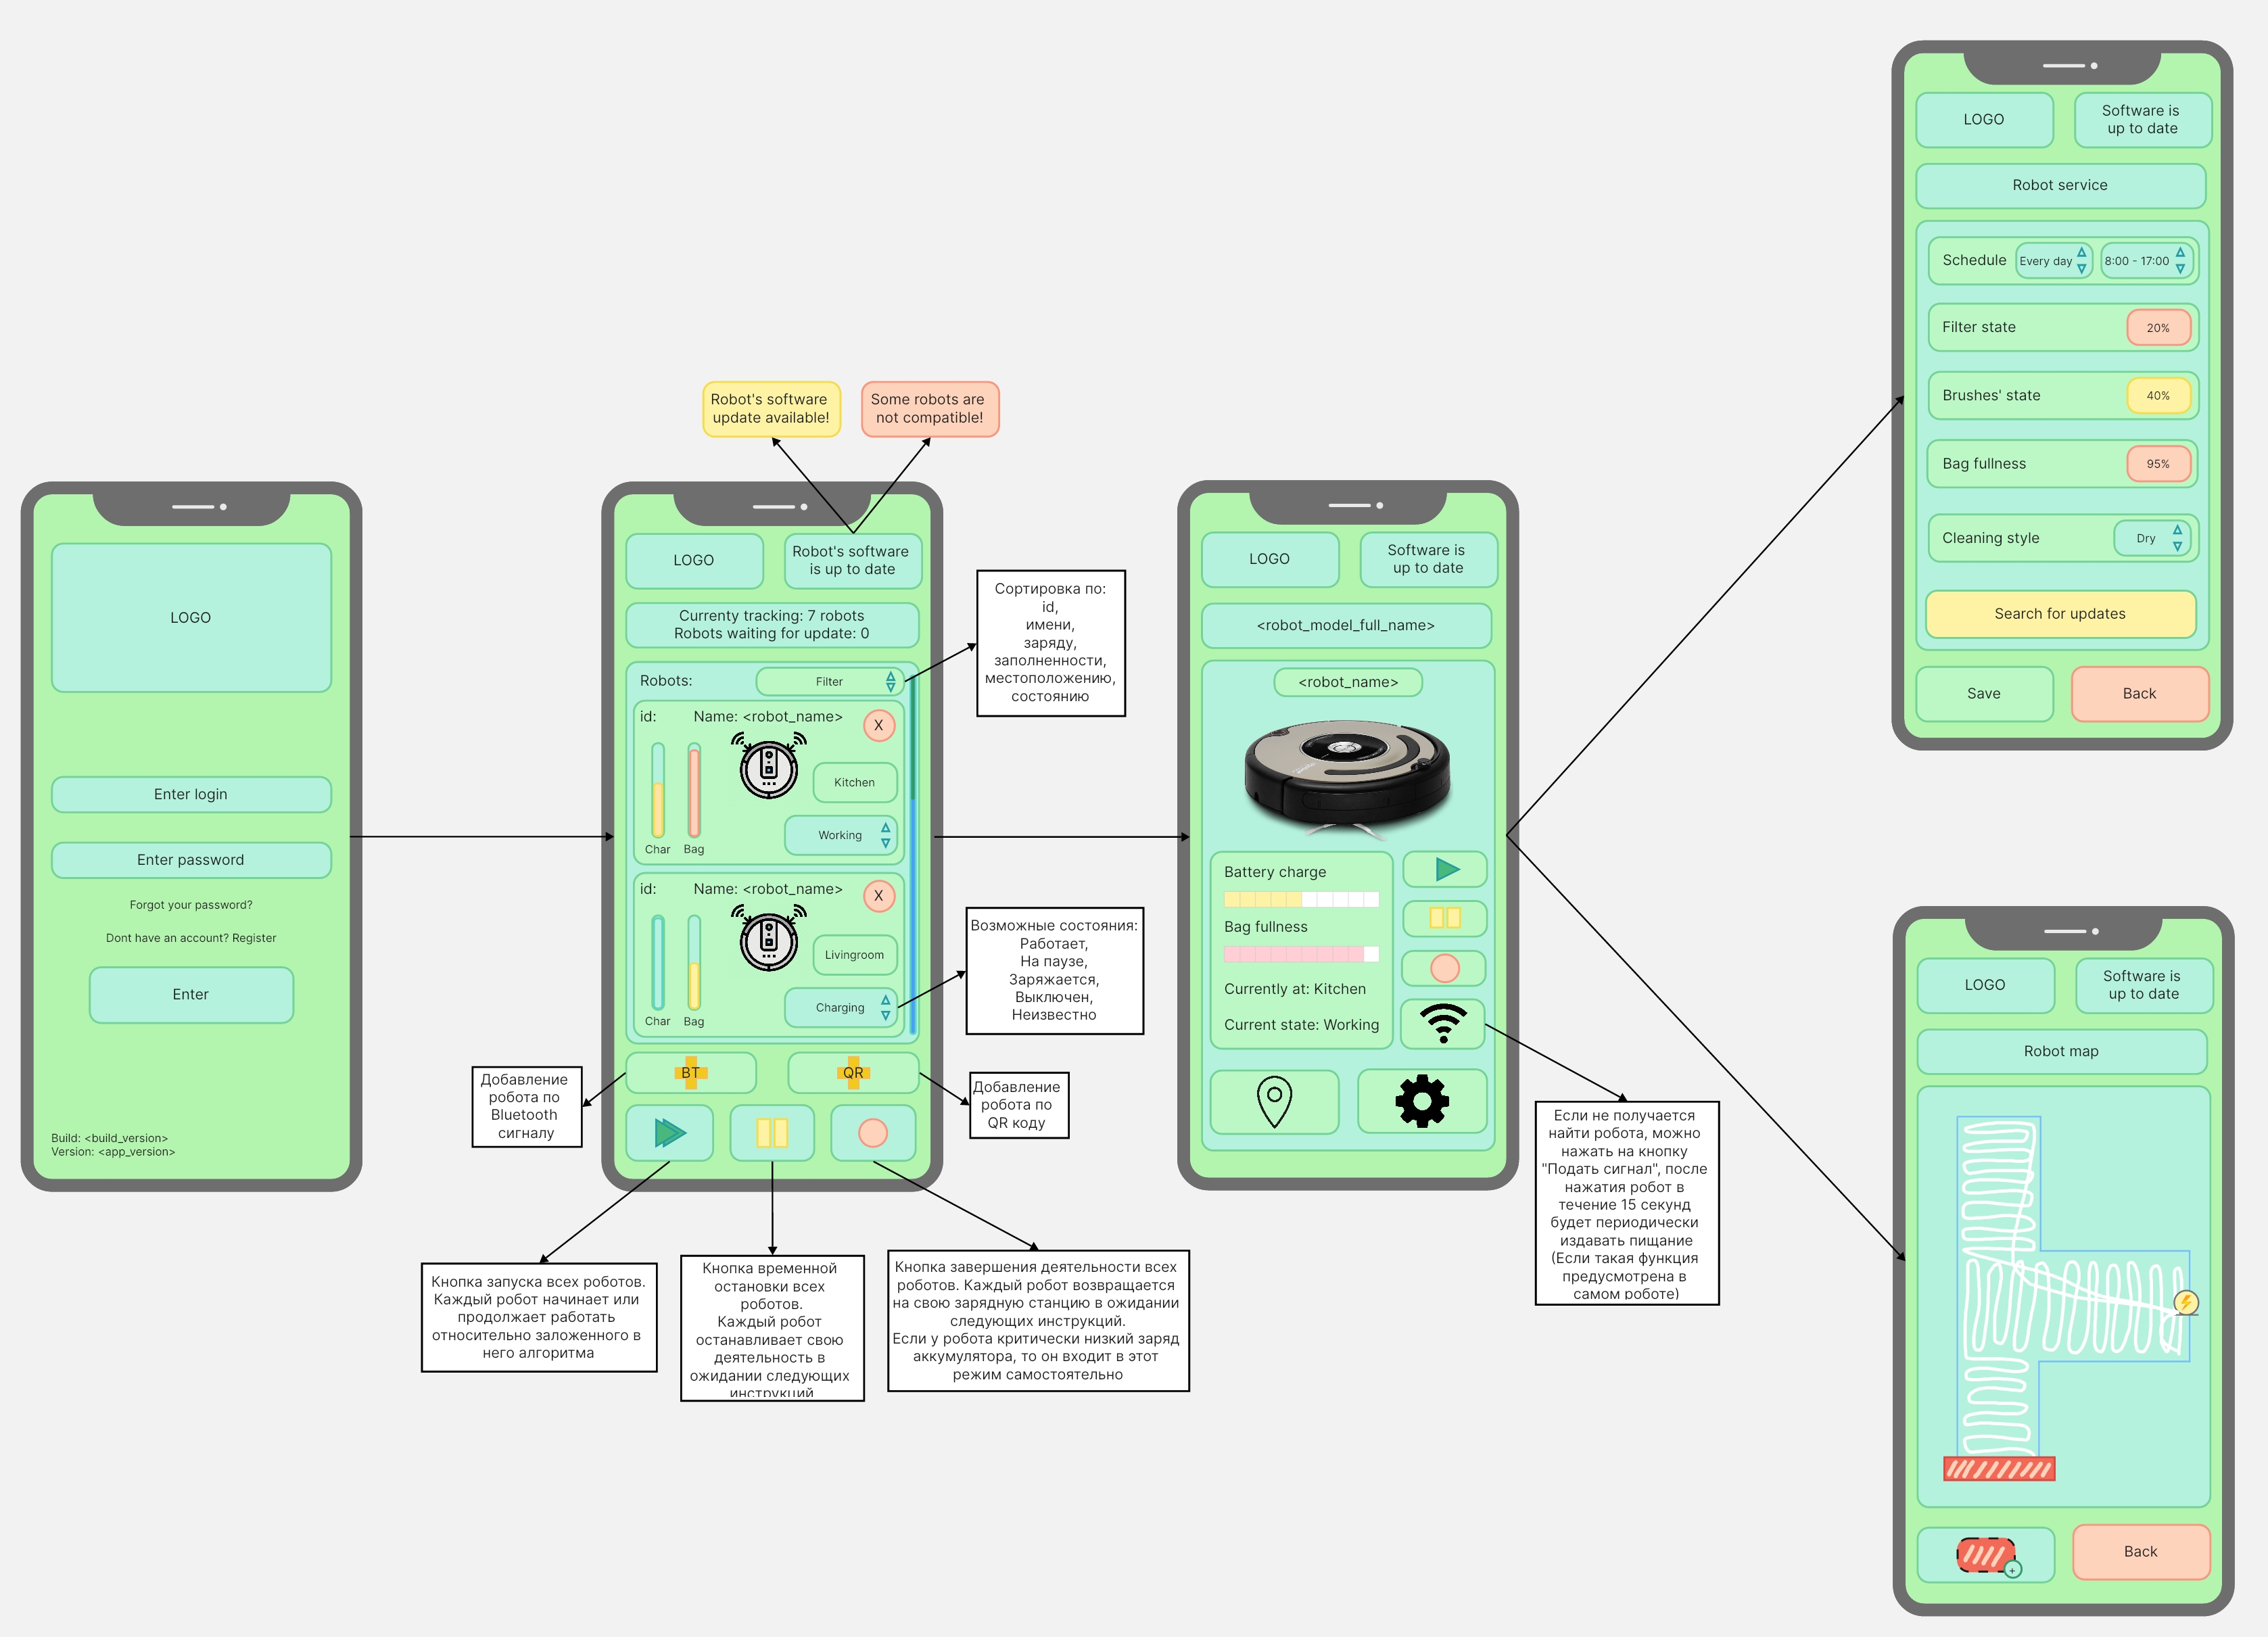 LOGO
Enter login
Enter password
Forgot your password?
Dont have an account? Register
Enter
Build: <build_version>
Version: <app_version>
Robot's software
update available!
Some robots are
not compatible!
LOGO
Robot's software
is up to date
Currenty tracking: 7 robots
Robots waiting for update: 0
Robots:
Filter
id:
Name: <robot_name>
X
Kitchen
Working
Char
Bag
id:
Name: <robot_name>
X
Livingroom
Charging
Char
Bag
BT
QR
Сортировка по:
id,
имени,
заряду,
заполненности,
местоположению,
состоянию
Возможные состояния:
Работает,
На паузе,
Заряжается,
Выключен,
Неизвестно
Добавление
робота по
Bluetooth
сигналу
Добавление
робота по
QR коду
Кнопка запуска всех роботов.
Каждый робот начинает или
продолжает работать
относительно заложенного в
него алгоритма
Кнопка временной
остановки всех
роботов.
Каждый робот
останавливает свою
деятельность в
ожидании следующих
инструкций
Кнопка завершения деятельности всех
роботов. Каждый робот возвращается
на свою зарядную станцию в ожидании
следующих инструкций.
Если у робота критически низкий заряд
аккумулятора, то он входит в этот
режим самостоятельно
LOGO
Software is
up to date
<robot_model_full_name>
<robot_name>
Battery charge
Bag fullness
Currently at: Kitchen
Current state: Working
Если не получается
найти робота, можно
нажать на кнопку
"Подать сигнал", после
нажатия робот в
течение 15 секунд
будет периодически
издавать пищание
(Если такая функция
предусмотрена в
самом роботе)
LOGO
Software is
up to date
Robot service
Schedule
Every day
8:00 - 17:00
Filter state
20%
Brushes' state
40%
Bag fullness
95%
Cleaning style
Dry
Search for updates
Save
Back
LOGO
Software is
up to date
Robot map
+
Back